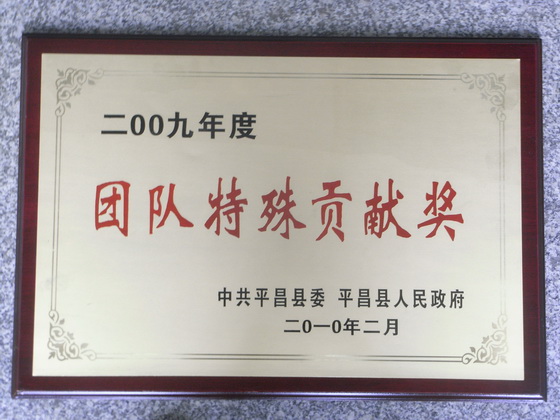 二00九年度
团队特殊贡献奖
中共平昌县委 平昌县人民政府
二0一0年二月